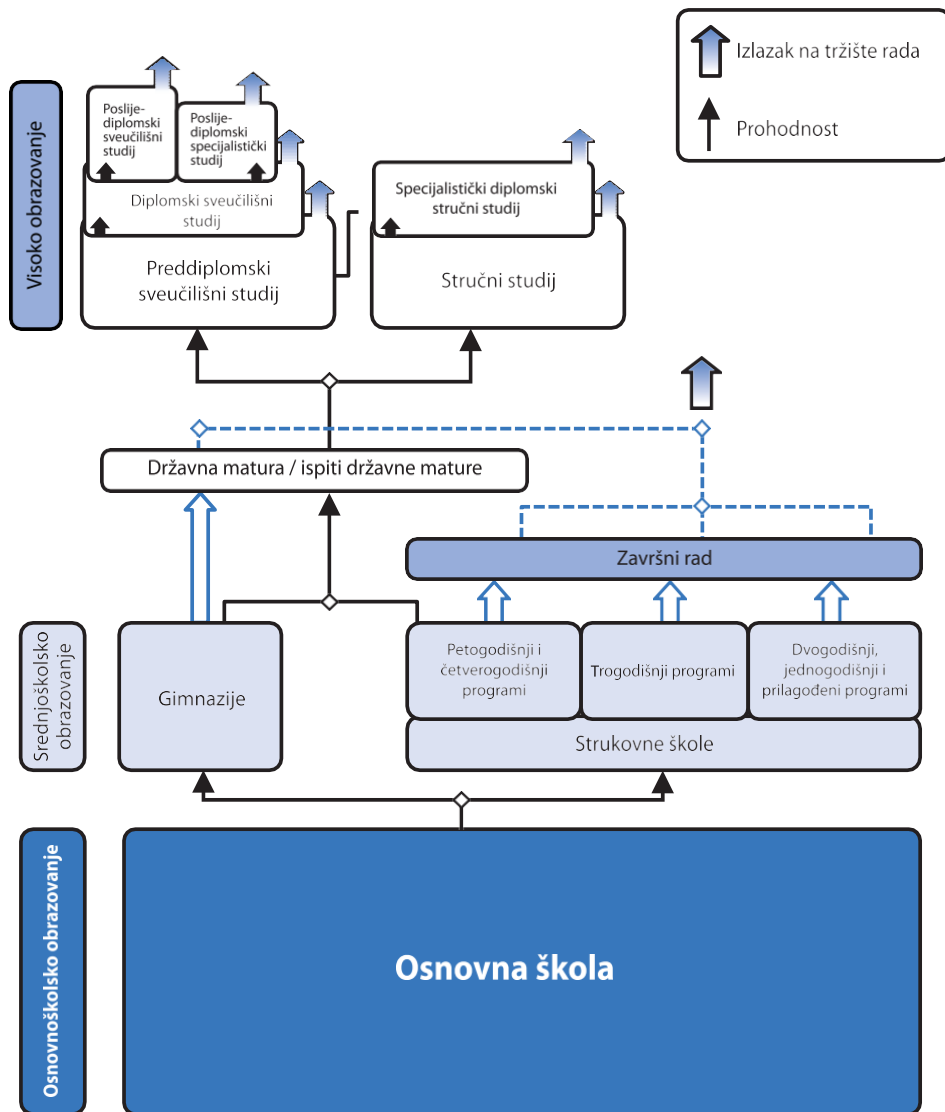 Izlazak na tržište rada
Prohodnost
Visoko obrazovanje
Poslije-
diplomski
sveučilišni
studij
Poslije-
diplomski
specijalistički
studij
Diplomski sveučilišni
studij
Preddiplomski
sveučilišni studij
Specijalistički diplomski
stručni studij
Stručni studij
Državna matura / ispiti državne mature
Završni rad
Srednjoškolsko
obrazovanje
Gimnazije
Petogodišnji i
četverogodišnji
programi
Trogodišnji programi
Dvogodišnji,
jednogodišnji i
prilagođeni programi
Strukovne škole
Osnovnoškolsko obrazovanje
Osnovna škola